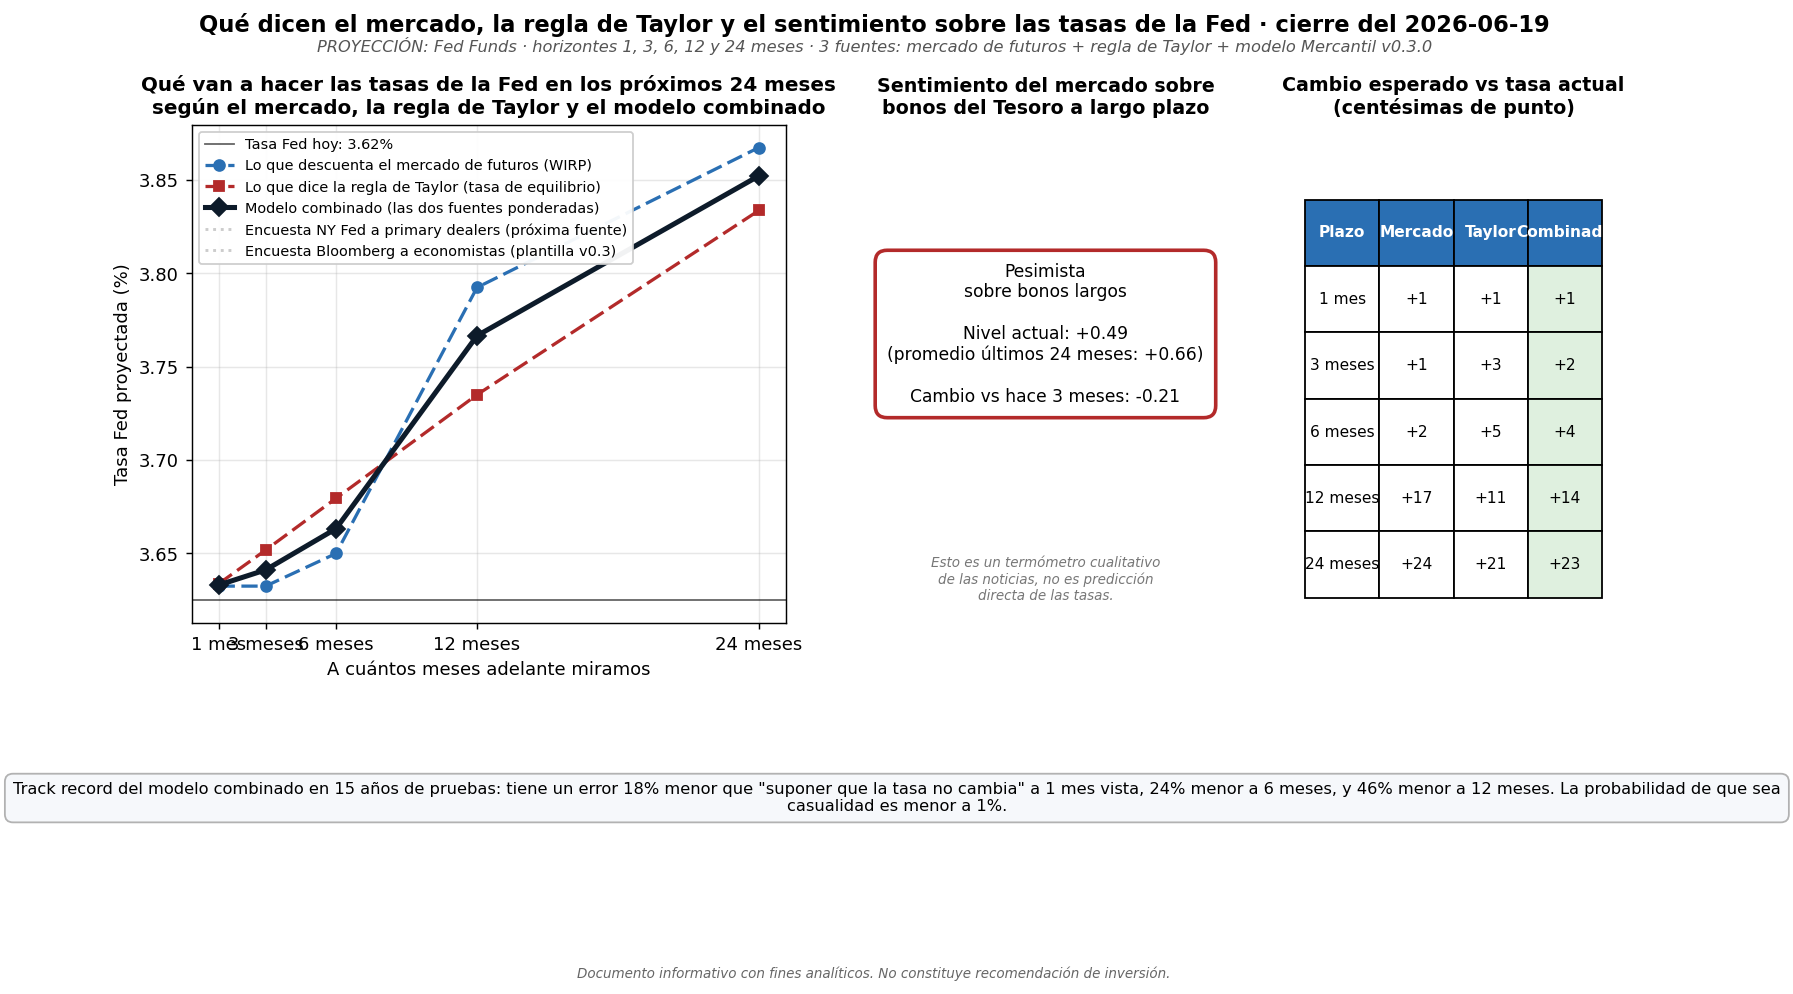 Qué dicen el mercado, la regla de Taylor y el sentimiento sobre las tasas de la Fed · cierre del 2026-06-19
PROYECCIÓN: Fed Funds · horizontes 1, 3, 6, 12 y 24 meses · 3 fuentes: mercado de futuros + regla de Taylor + modelo Mercantil v0.3.0
Qué van a hacer las tasas de la Fed en los próximos 24 meses
según el mercado, la regla de Taylor y el modelo combinado
Tasa Fed hoy: 3.62%
Lo que descuenta el mercado de futuros (WIRP)
Lo que dice la regla de Taylor (tasa de equilibrio)
Modelo combinado (las dos fuentes ponderadas)
Encuesta NY Fed a primary dealers (próxima fuente)
Encuesta Bloomberg a economistas (plantilla v0.3)
Tasa Fed proyectada (%)
3.85
3.80
3.75
3.70
3.65
1 mes 3 meses 6 meses 12 meses 24 meses
A cuántos meses adelante miramos
Sentimiento del mercado sobre
bonos del Tesoro a largo plazo
Pesimista
sobre bonos largos
Nivel actual: +0.49
(promedio últimos 24 meses: +0.66)
Cambio vs hace 3 meses: -0.21
Esto es un termómetro cualitativo
de las noticias, no es predicción
directa de las tasas.
Cambio esperado vs tasa actual
(centésimas de punto)
Plazo Mercado Taylor Combinad
1 mes +1 +1 +1
3 meses +1 +3 +2
6 meses +2 +5 +4
12 meses +17 +11 +14
24 meses +24 +21 +23
Track record del modelo combinado en 15 años de pruebas: tiene un error 18% menor que "suponer que la tasa no cambia" a 1 mes vista, 24% menor a 6 meses, y 46% menor a 12 meses. La probabilidad de que sea
casualidad es menor a 1%.
Documento informativo con fines analíticos. No constituye recomendación de inversión.